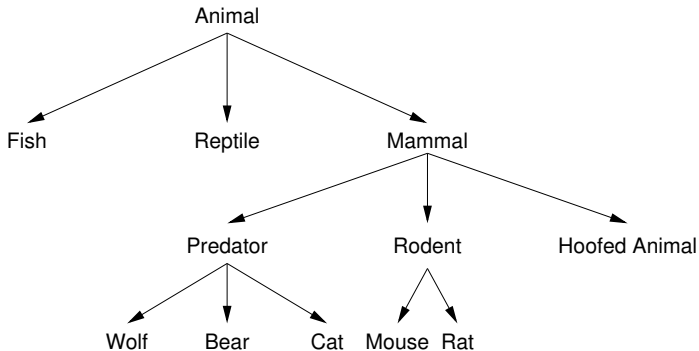 Animal
Fish Reptile Mammal
Predator Rodent Hoofed Animal
Wolf Bear Cat Mouse Rat